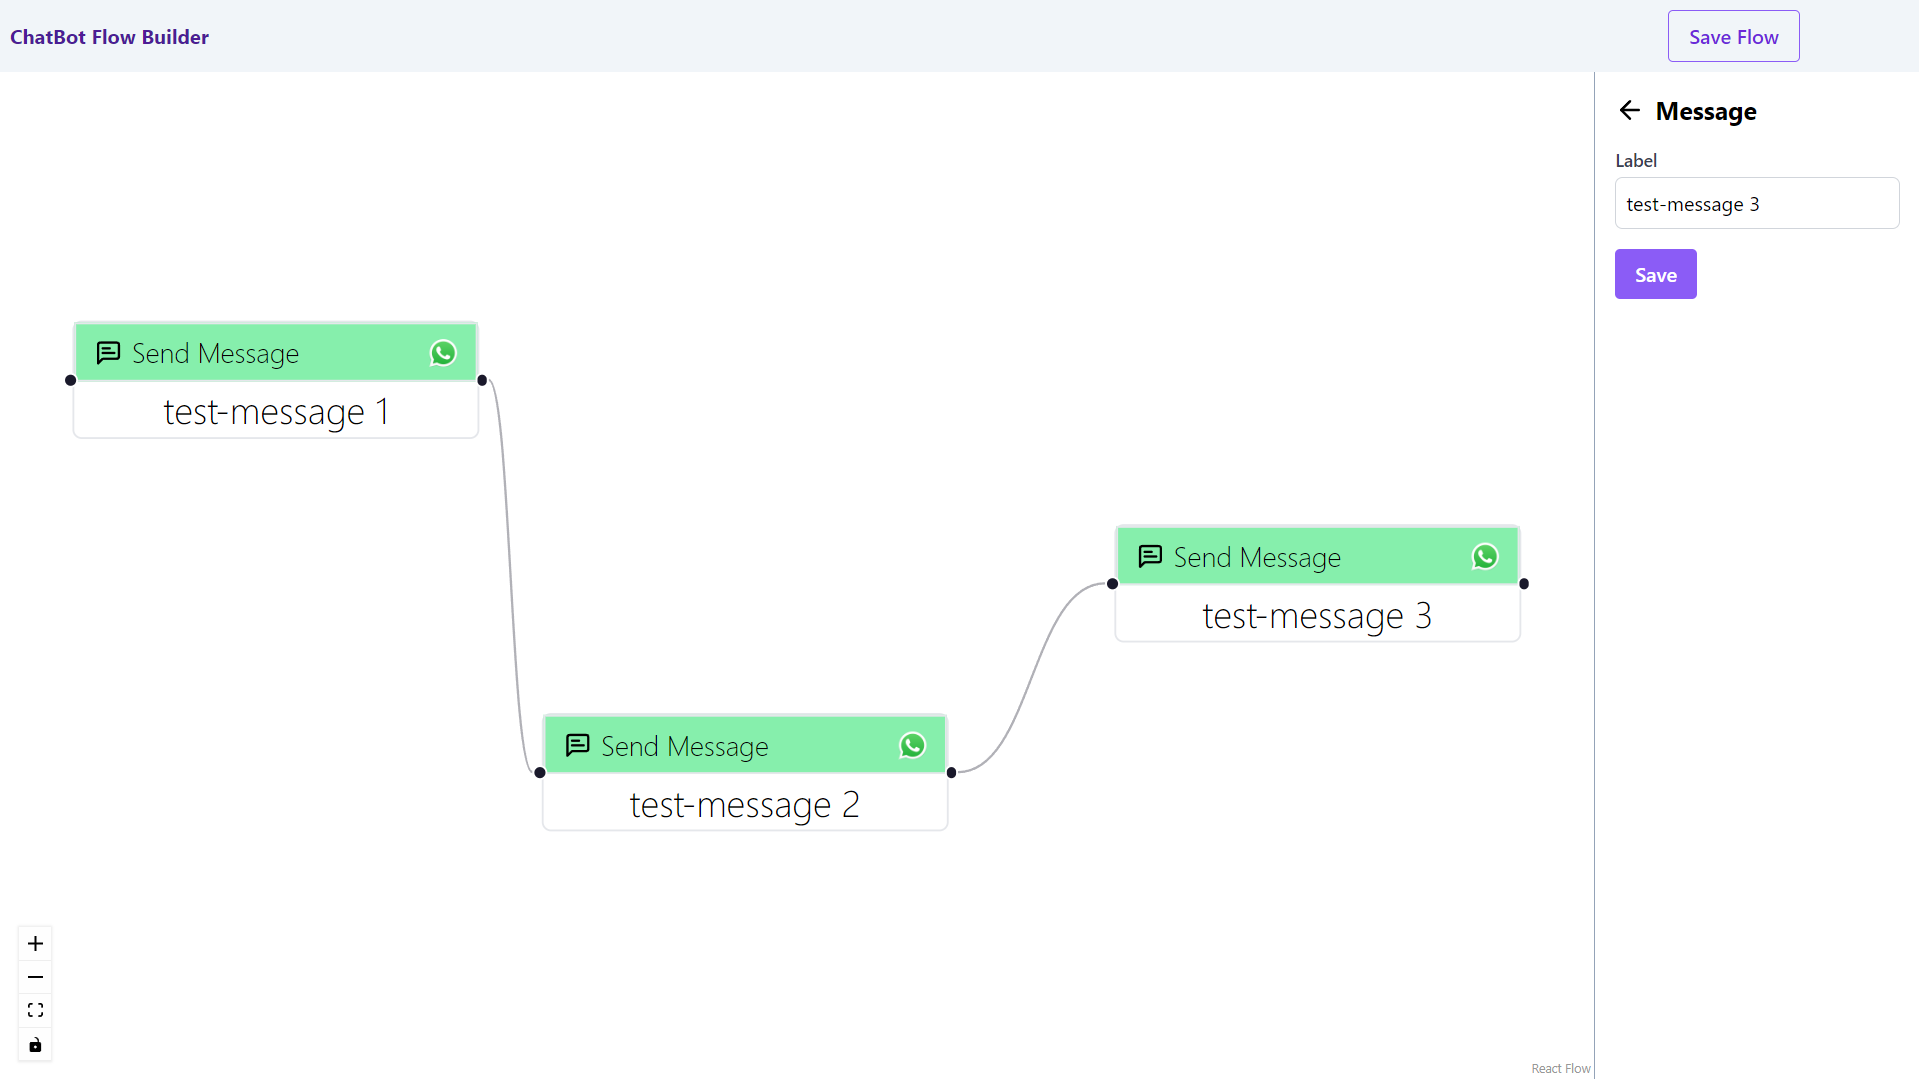 ChatBot Flow Builder
Save Flow
Message
Label
test-message 3
Save
Send Message
test-message 1
Send Message
test-message 3
Send Message
test-message 2
React Flow